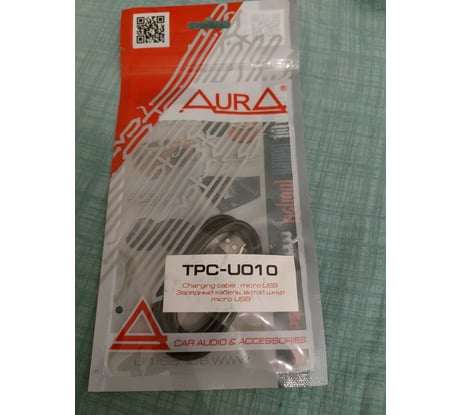 AURA®
TPC-U010
Charging cable, micro USB
Зарядный кабель, витой шнур
micro USB
CAR AUDIO & ACCESSORIES